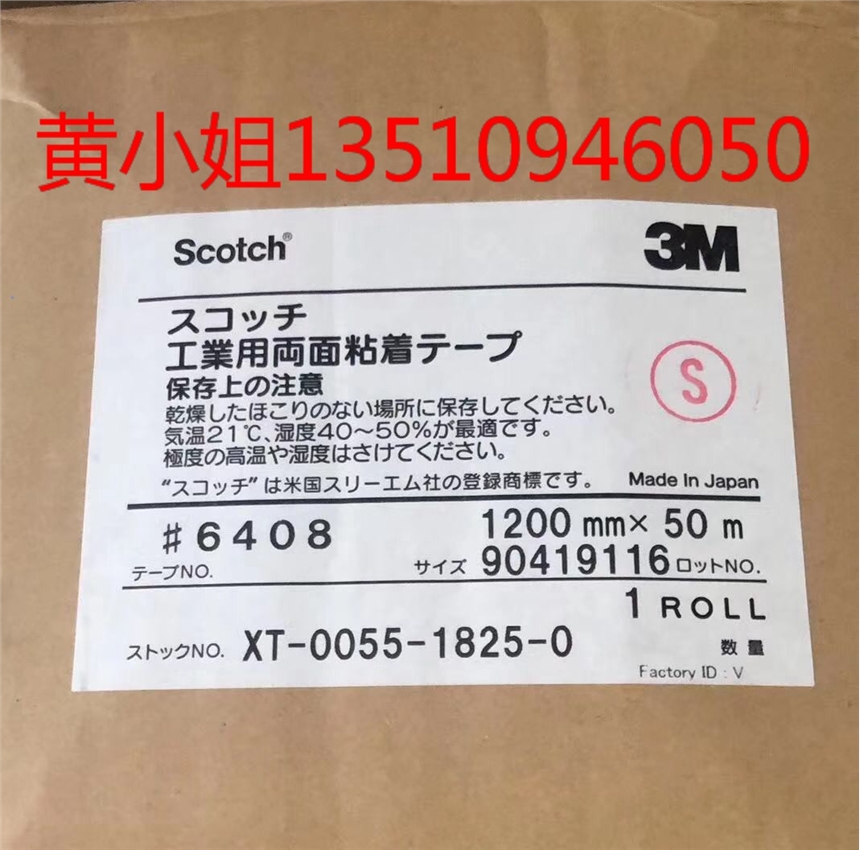 黄小姐13510946050
Scotch® 3M
スコッチ
工業用両面粘着テープ
保存上の注意
乾燥したほこりのない場所に保存してください。
気温21℃、湿度40～50%が最適です。
極度の高温や湿度はさけてください。
S
“スコッチ”は米国スリーエム社の登録商標です。 Made In Japan
#6408 1200 mm× 50 m
テープNO. サイズ 90419116 ロットNO.
1 ROLL
ストックNO. XT-0055-1825-0 数量
Factory ID : V